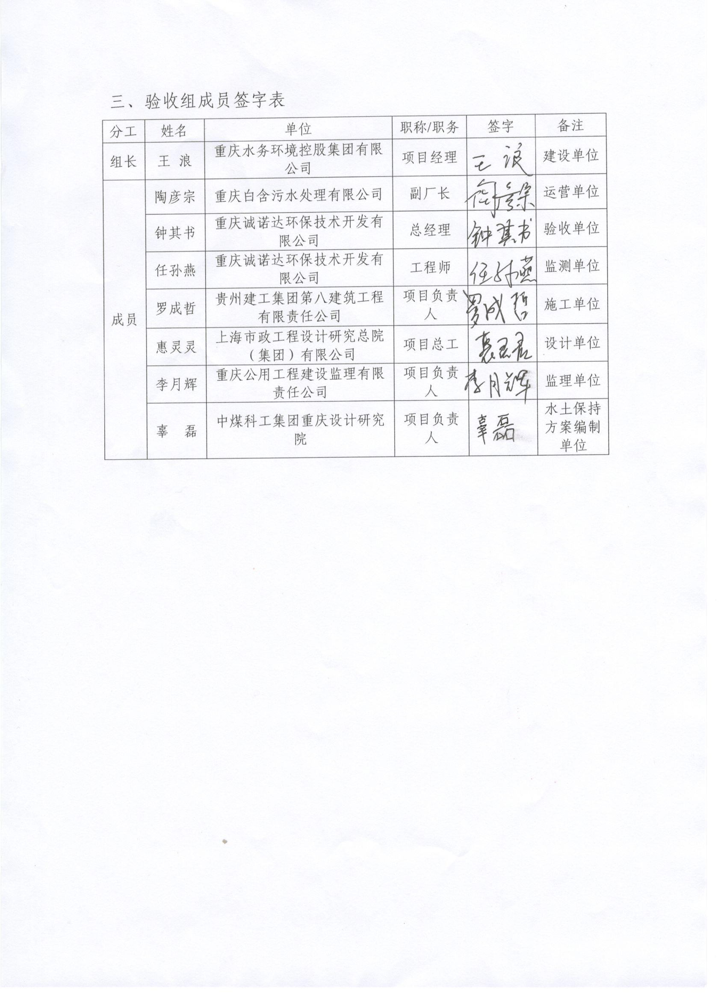 三、验收组成员签字表
分工 姓名 单位 职称/职务 签字 备注
组长 王 浪 重庆水务环境控股集团有限
公司 项目经理 王 浪 建设单位
成员
陶彦宗 重庆白含污水处理有限公司 副厂长 陶彦宗 运营单位
钟其书 重庆诚诺达环保技术开发有
限公司 总经理 钟其书 验收单位
任孙燕 重庆诚诺达环保技术开发有
限公司 工程师 任孙燕 监测单位
罗成哲 贵州建工集团第八建筑工程
有限责任公司 项目负责
人 罗成哲 施工单位
惠灵灵 上海市政工程设计研究总院
(集团)有限公司 项目总工 惠灵灵 设计单位
李月辉 重庆公用工程建设监理有限
责任公司 项目负责
人 李月辉 监理单位
辜 磊 中煤科工集团重庆设计研究
院 项目负责
人 辜磊 水土保持
方案编制
单位